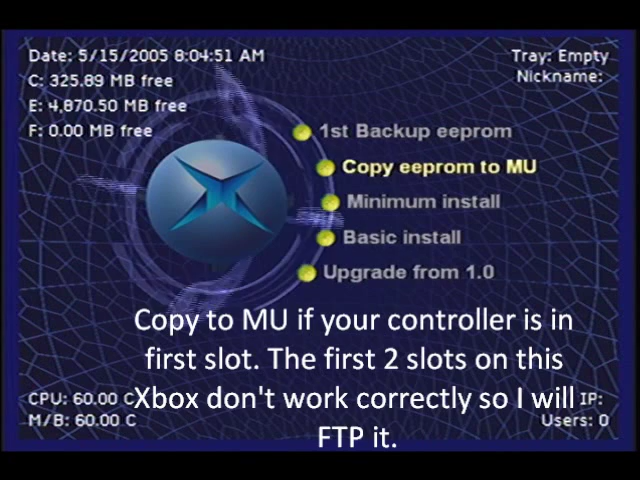 Date: 5/15/2005 8:04:51 AM
Tray: Empty
C: 325.89 MB free
Nickname:
E: 4,870.50 MB free
F: 0.00 MB free
1st Backup eeprom
Copy eeprom to MU
Minimum install
Basic install
Upgrade from 1.0
Copy to MU if your controller is in
first slot. The first 2 slots on this
Xbox don't work correctly so I will
FTP it.
CPU: 60.00 C
IP:
M/B: 60.00 C
Users: 0